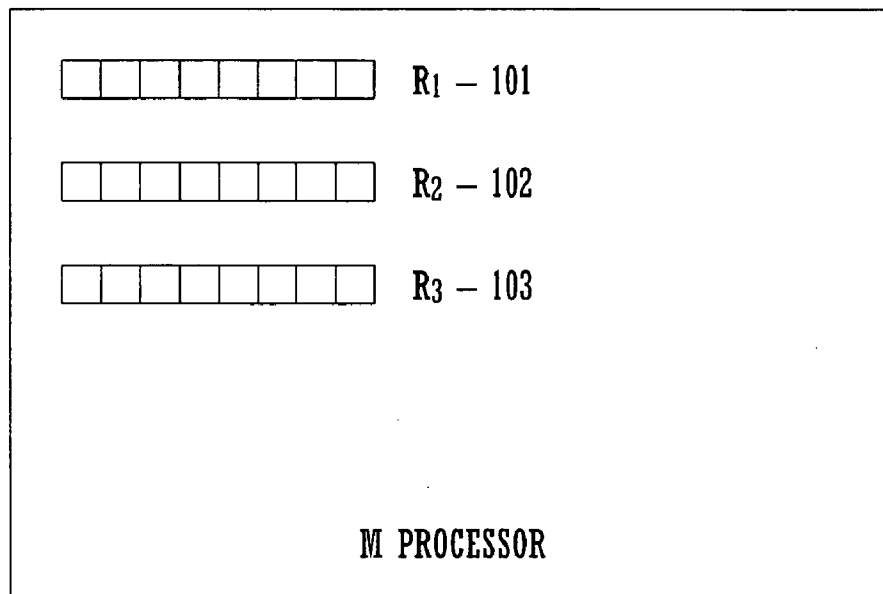 R1 – 101
R2 – 102
R3 – 103
M PROCESSOR